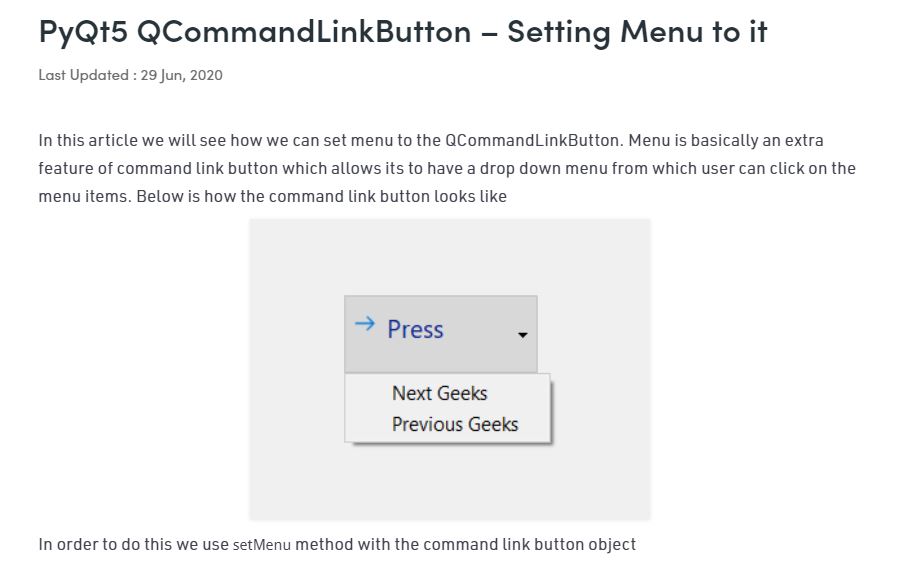 PyQt5 QCommandLinkButton – Setting Menu to it
Last Updated : 29 Jun, 2020
In this article we will see how we can set menu to the QCommandLinkButton. Menu is basically an extra
feature of command link button which allows its to have a drop down menu from which user can click on the
menu items. Below is how the command link button looks like
Press
Next Geeks
Previous Geeks
In order to do this we use setMenu method with the command link button object